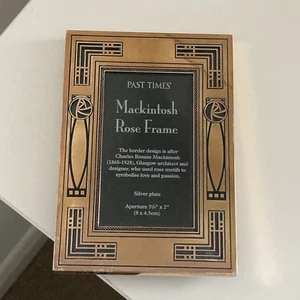 PAST TIMES®
Mackintosh
Rose Frame
The border design is after
Charles Rennie Mackintosh
(1868-1928), Glasgow architect and
designer, who used rose motifs to
symbolise love and passion.
Silver plate
Aperture 3½" x 2"
(8 x 4.5cm)